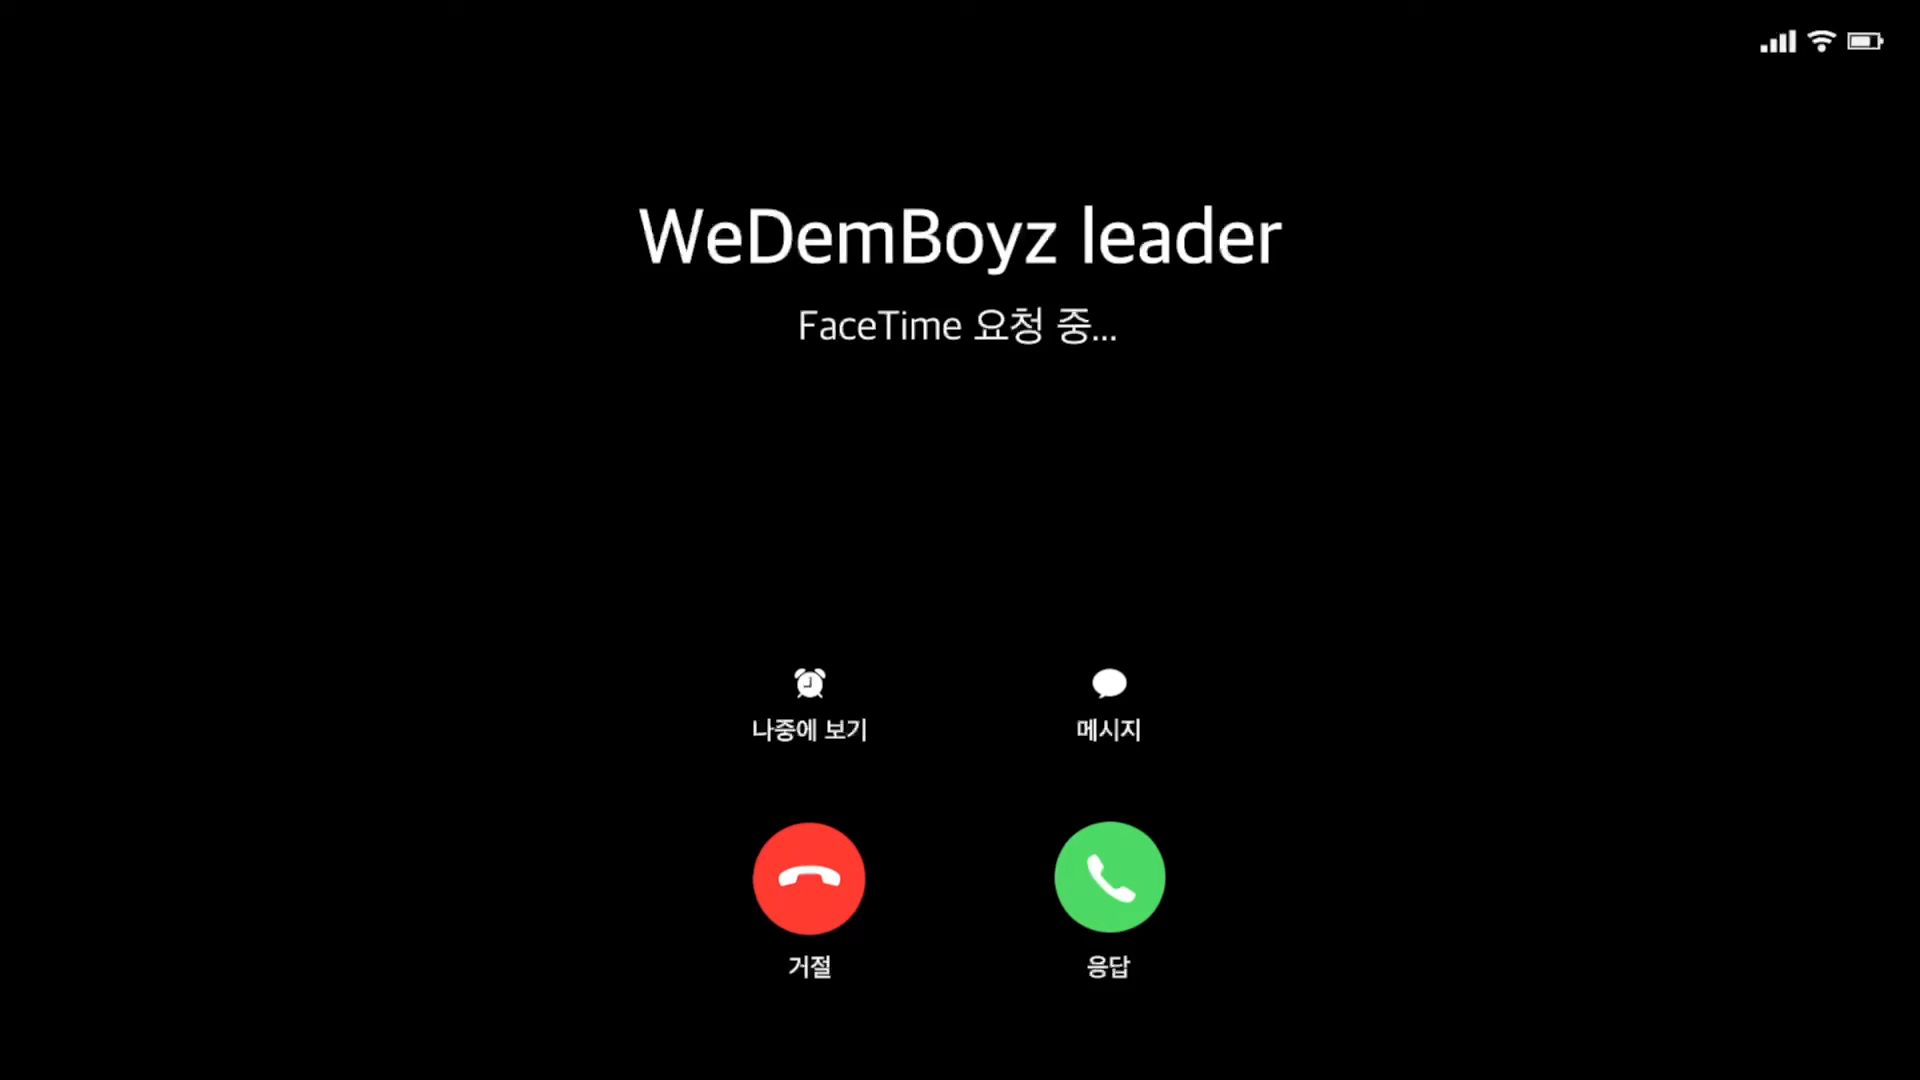 WeDemBoyz leader
FaceTime 요청 중...
나중에 보기
메시지
거절
응답